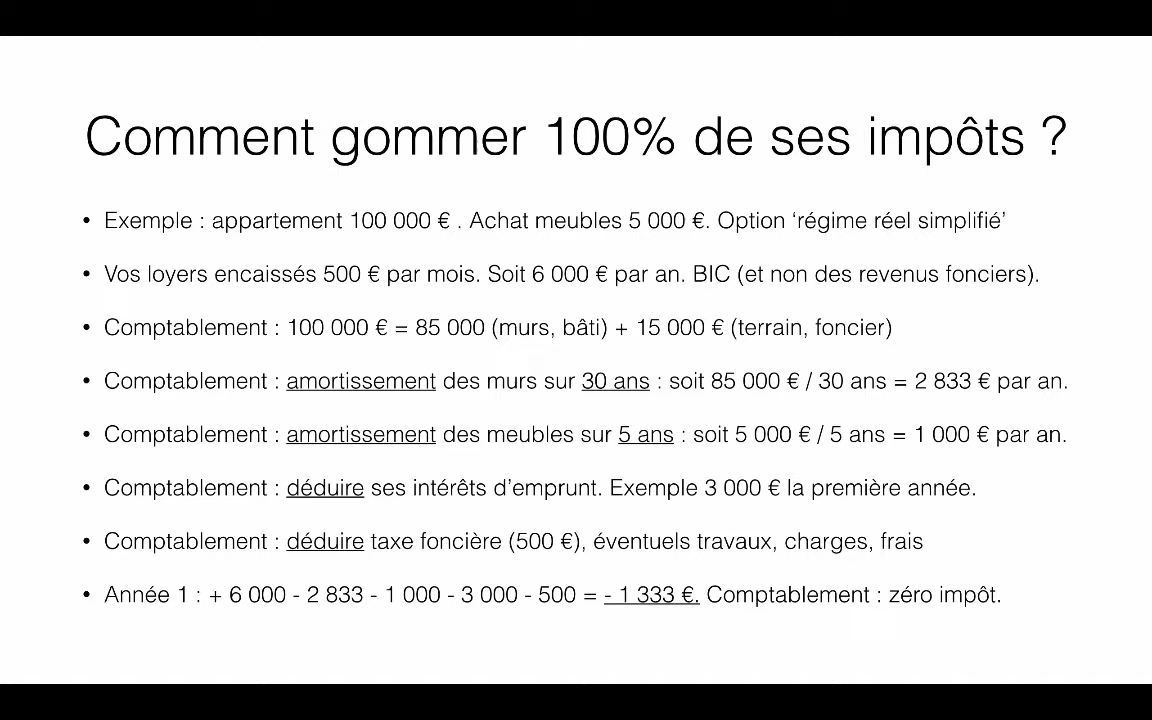 Comment gommer 100% de ses impôts ?
• Exemple : appartement 100 000 € . Achat meubles 5 000 €. Option ‘régime réel simplifié’
• Vos loyers encaissés 500 € par mois. Soit 6 000 € par an. BIC (et non des revenus fonciers).
• Comptablement : 100 000 € = 85 000 (murs, bâti) + 15 000 € (terrain, foncier)
• Comptablement : amortissement des murs sur 30 ans : soit 85 000 € / 30 ans = 2 833 € par an.
• Comptablement : amortissement des meubles sur 5 ans : soit 5 000 € / 5 ans = 1 000 € par an.
• Comptablement : déduire ses intérêts d’emprunt. Exemple 3 000 € la première année.
• Comptablement : déduire taxe foncière (500 €), éventuels travaux, charges, frais
• Année 1 : + 6 000 - 2 833 - 1 000 - 3 000 - 500 = - 1 333 €. Comptablement : zéro impôt.